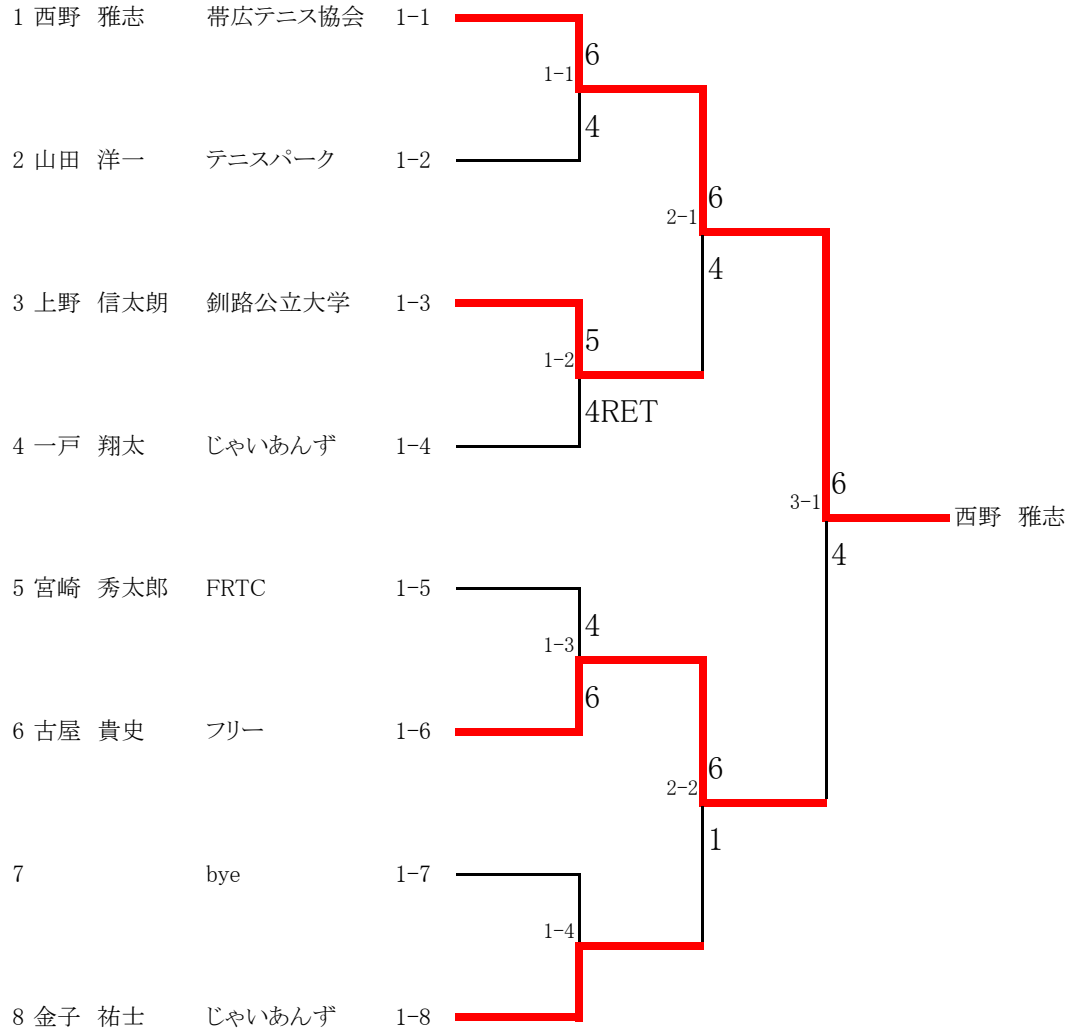 1 西野 雅志 帯広テニス協会 1-1
6
1-1
4
2 山田 洋一 テニスパーク 1-2
6
2-1
4
3 上野 信太朗 釧路公立大学 1-3
5
1-2
4RET
4 一戸 翔太 じゃいあんず 1-4
6
3-1
西野 雅志
4
5 宮崎 秀太郎 FRTC 1-5
4
1-3
6
6 古屋 貴史 フリー 1-6
6
2-2
1
7 bye 1-7
1-4
8 金子 祐士 じゃいあんず 1-8